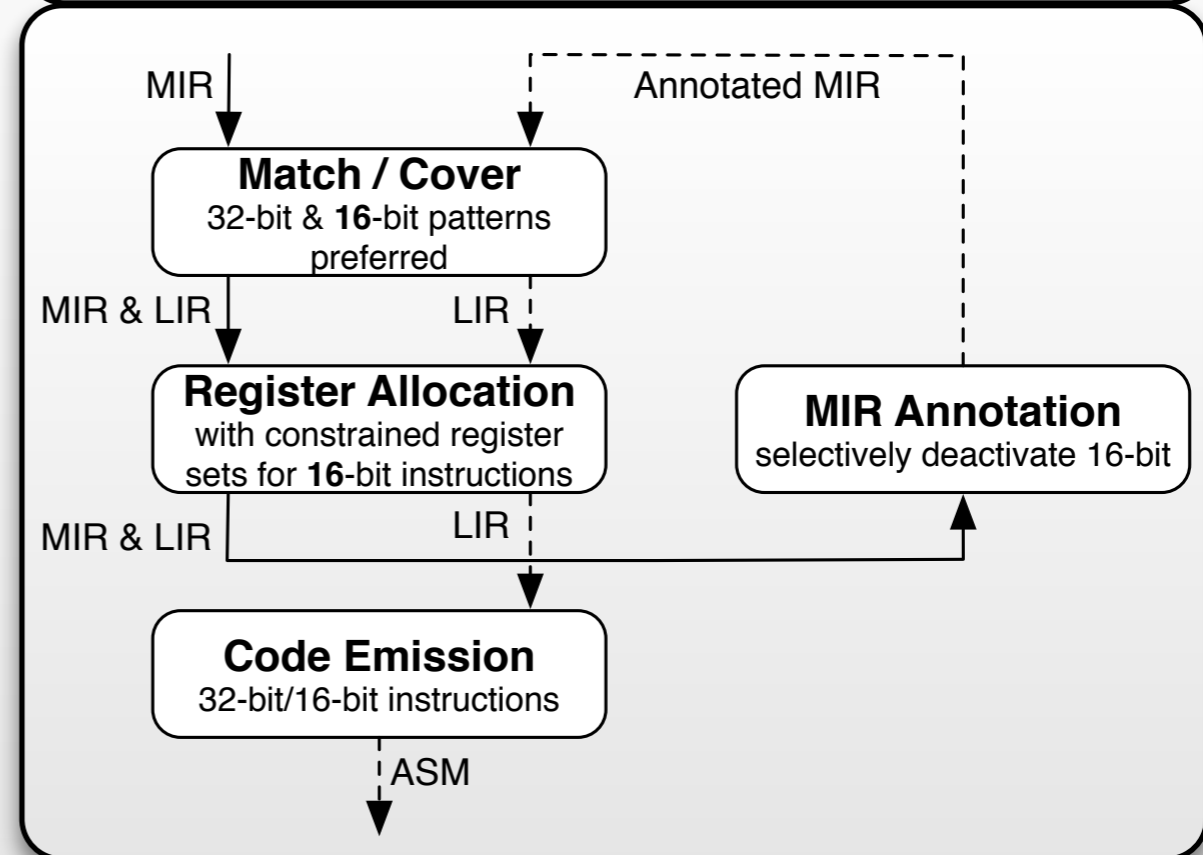 MIR
Annotated MIR
Match / Cover
32-bit & 16-bit patterns
preferred
MIR & LIR
LIR
Register Allocation
with constrained register
sets for 16-bit instructions
MIR Annotation
selectively deactivate 16-bit
MIR & LIR
LIR
Code Emission
32-bit/16-bit instructions
ASM